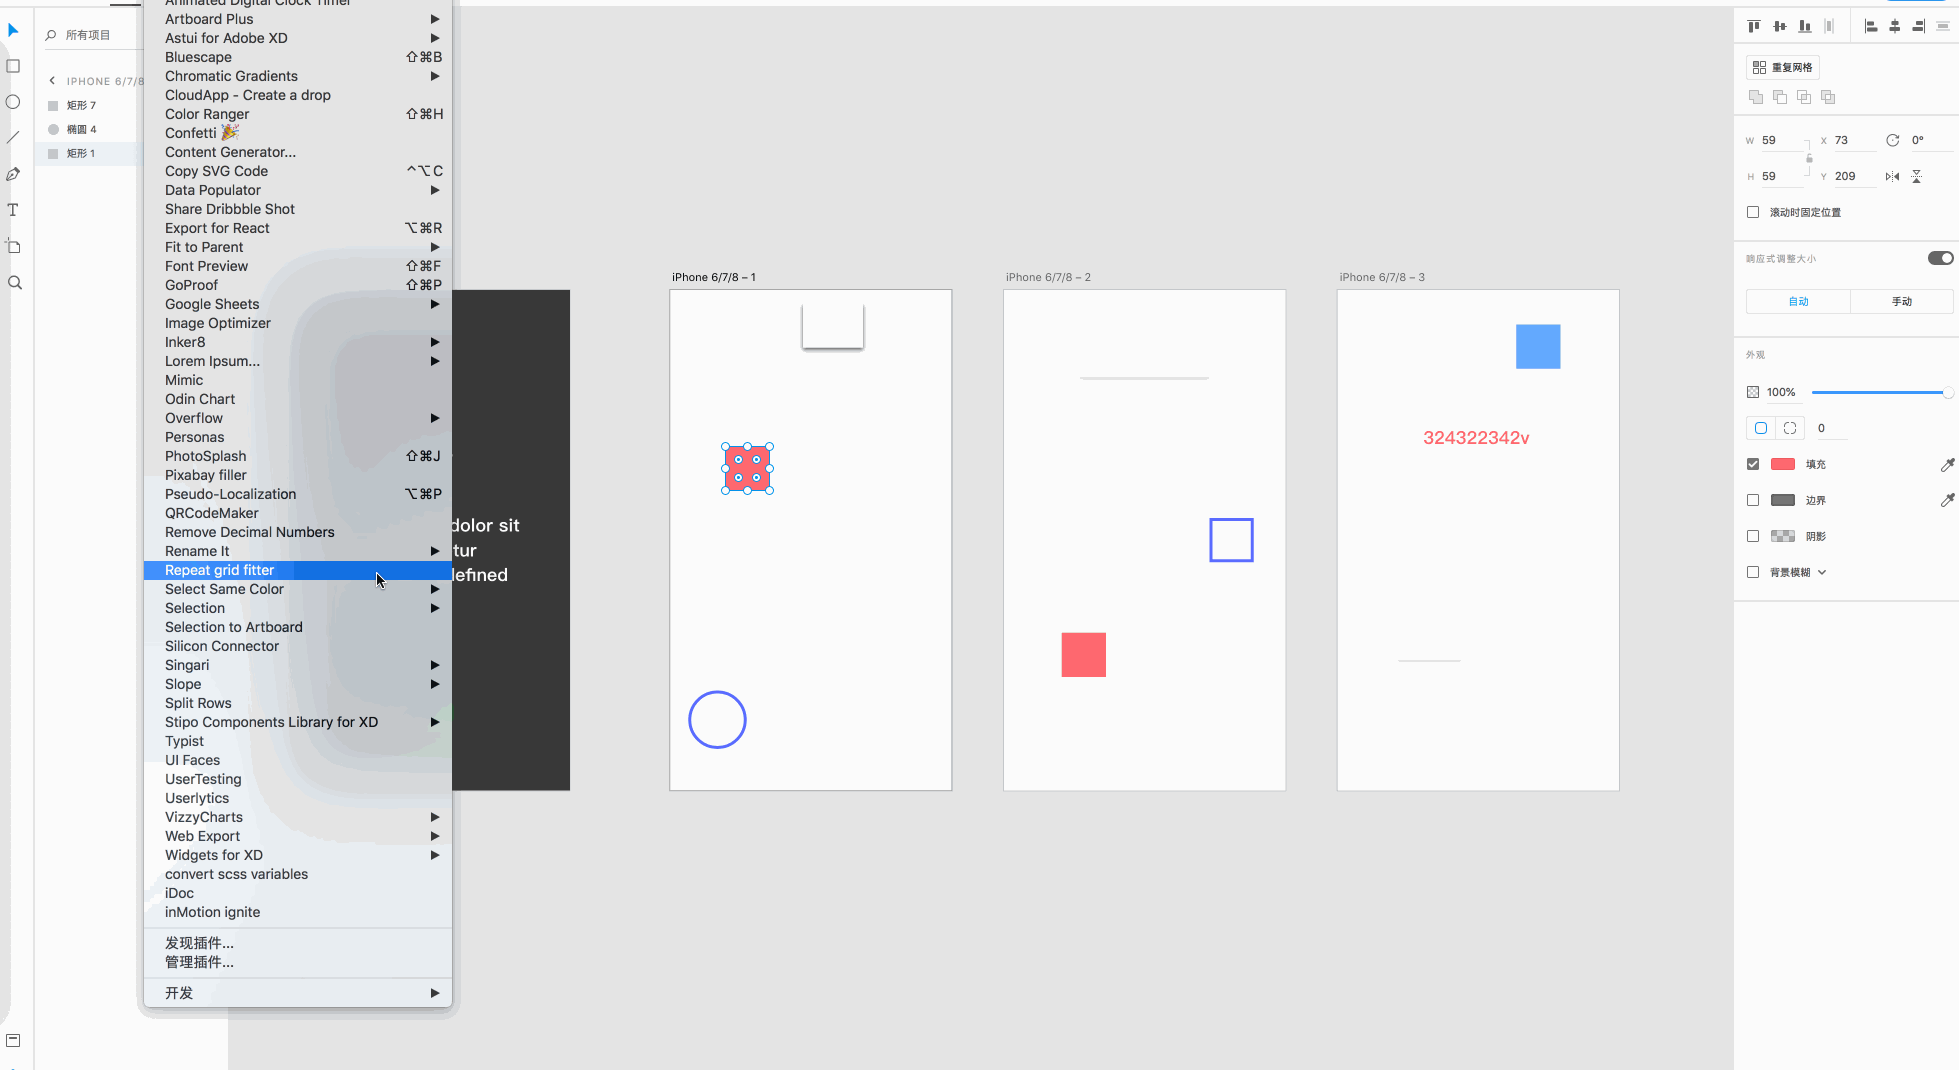 所有项目
IPHONE 6/7/8
矩形 7
椭圆 4
矩形 1
Animated Digital Clock Timer
Artboard Plus
Astui for Adobe XD
Bluescape ⇧⌘B
Chromatic Gradients
CloudApp - Create a drop
Color Ranger ⇧⌘H
Confetti 🎉
Content Generator...
Copy SVG Code ^⌥C
Data Populator
Share Dribbble Shot
Export for React ⌥⌘R
Fit to Parent
Font Preview ⇧⌘F
GoProof ⇧⌘P
Google Sheets
Image Optimizer
Inker8
Lorem Ipsum...
Mimic
Odin Chart
Overflow
Personas
PhotoSplash ⇧⌘J
Pixabay filler
Pseudo-Localization ⌥⌘P
QRCodeMaker
Remove Decimal Numbers
Rename It
Repeat grid fitter
Select Same Color
Selection
Selection to Artboard
Silicon Connector
Singari
Slope
Split Rows
Stipo Components Library for XD
Typist
UI Faces
UserTesting
Userlytics
VizzyCharts
Web Export
Widgets for XD
convert scss variables
iDoc
inMotion ignite
发现插件...
管理插件...
开发
dolor sit
tur
lefined
iPhone 6/7/8 – 1
iPhone 6/7/8 – 2
iPhone 6/7/8 – 3
324322342v
重复网格
W 59 X 73 0°
H 59 Y 209
滚动时固定位置
响应式调整大小
自动 手动
外观
100%
0
填充
边界
阴影
背景模糊